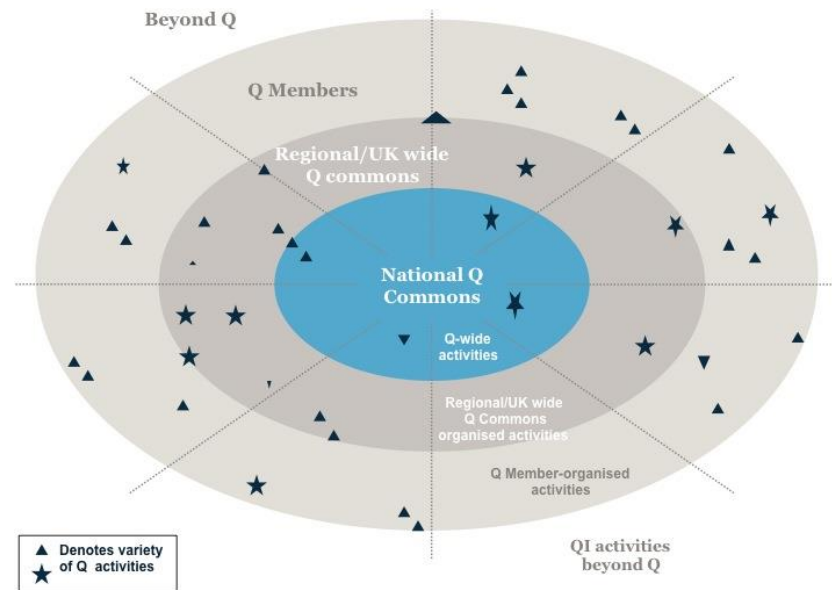 Beyond Q
Q Members
Regional/UK wide
Q commons
National Q
Commons
Q-wide
activities
Regional/UK wide
Q Commons
organised activities
Q Member-organised
activities
QI activities
beyond Q
Denotes variety
of Q activities